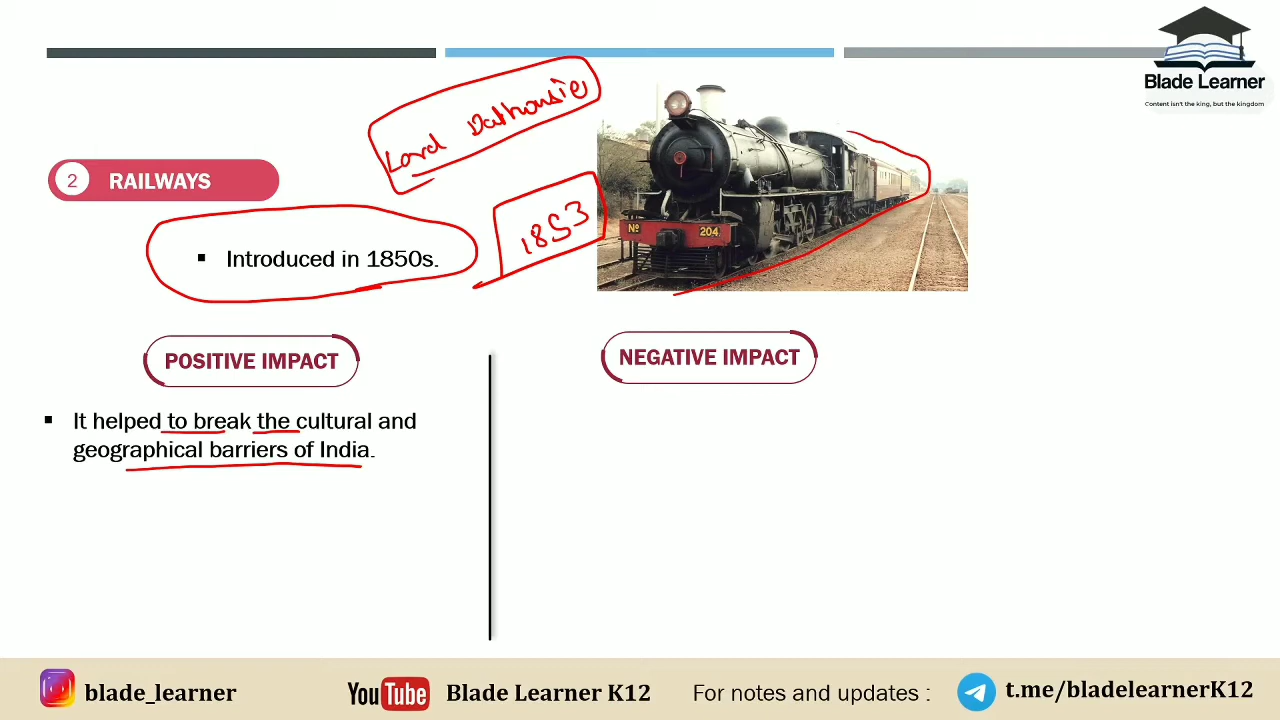 Blade Learner
Content isn't the king, but the kingdom
Lord Dalhousie
2 RAILWAYS
1853
▪ Introduced in 1850s.
Nº 204
POSITIVE IMPACT
NEGATIVE IMPACT
▪ It helped to break the cultural and
geographical barriers of India.
blade_learner
YouTube Blade Learner K12
For notes and updates :
t.me/bladelearnerK12